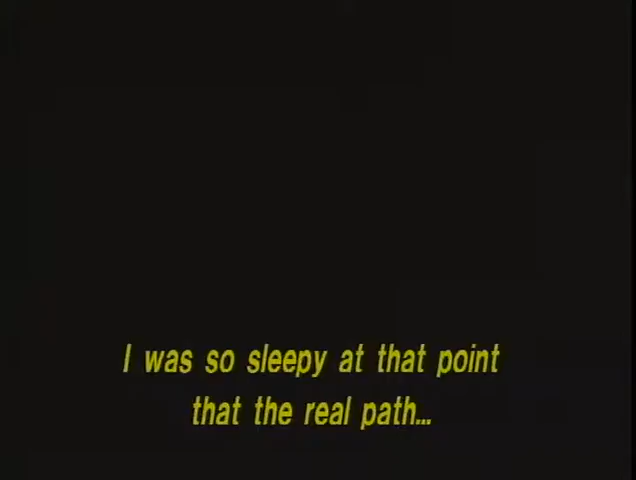 I was so sleepy at that point
that the real path...